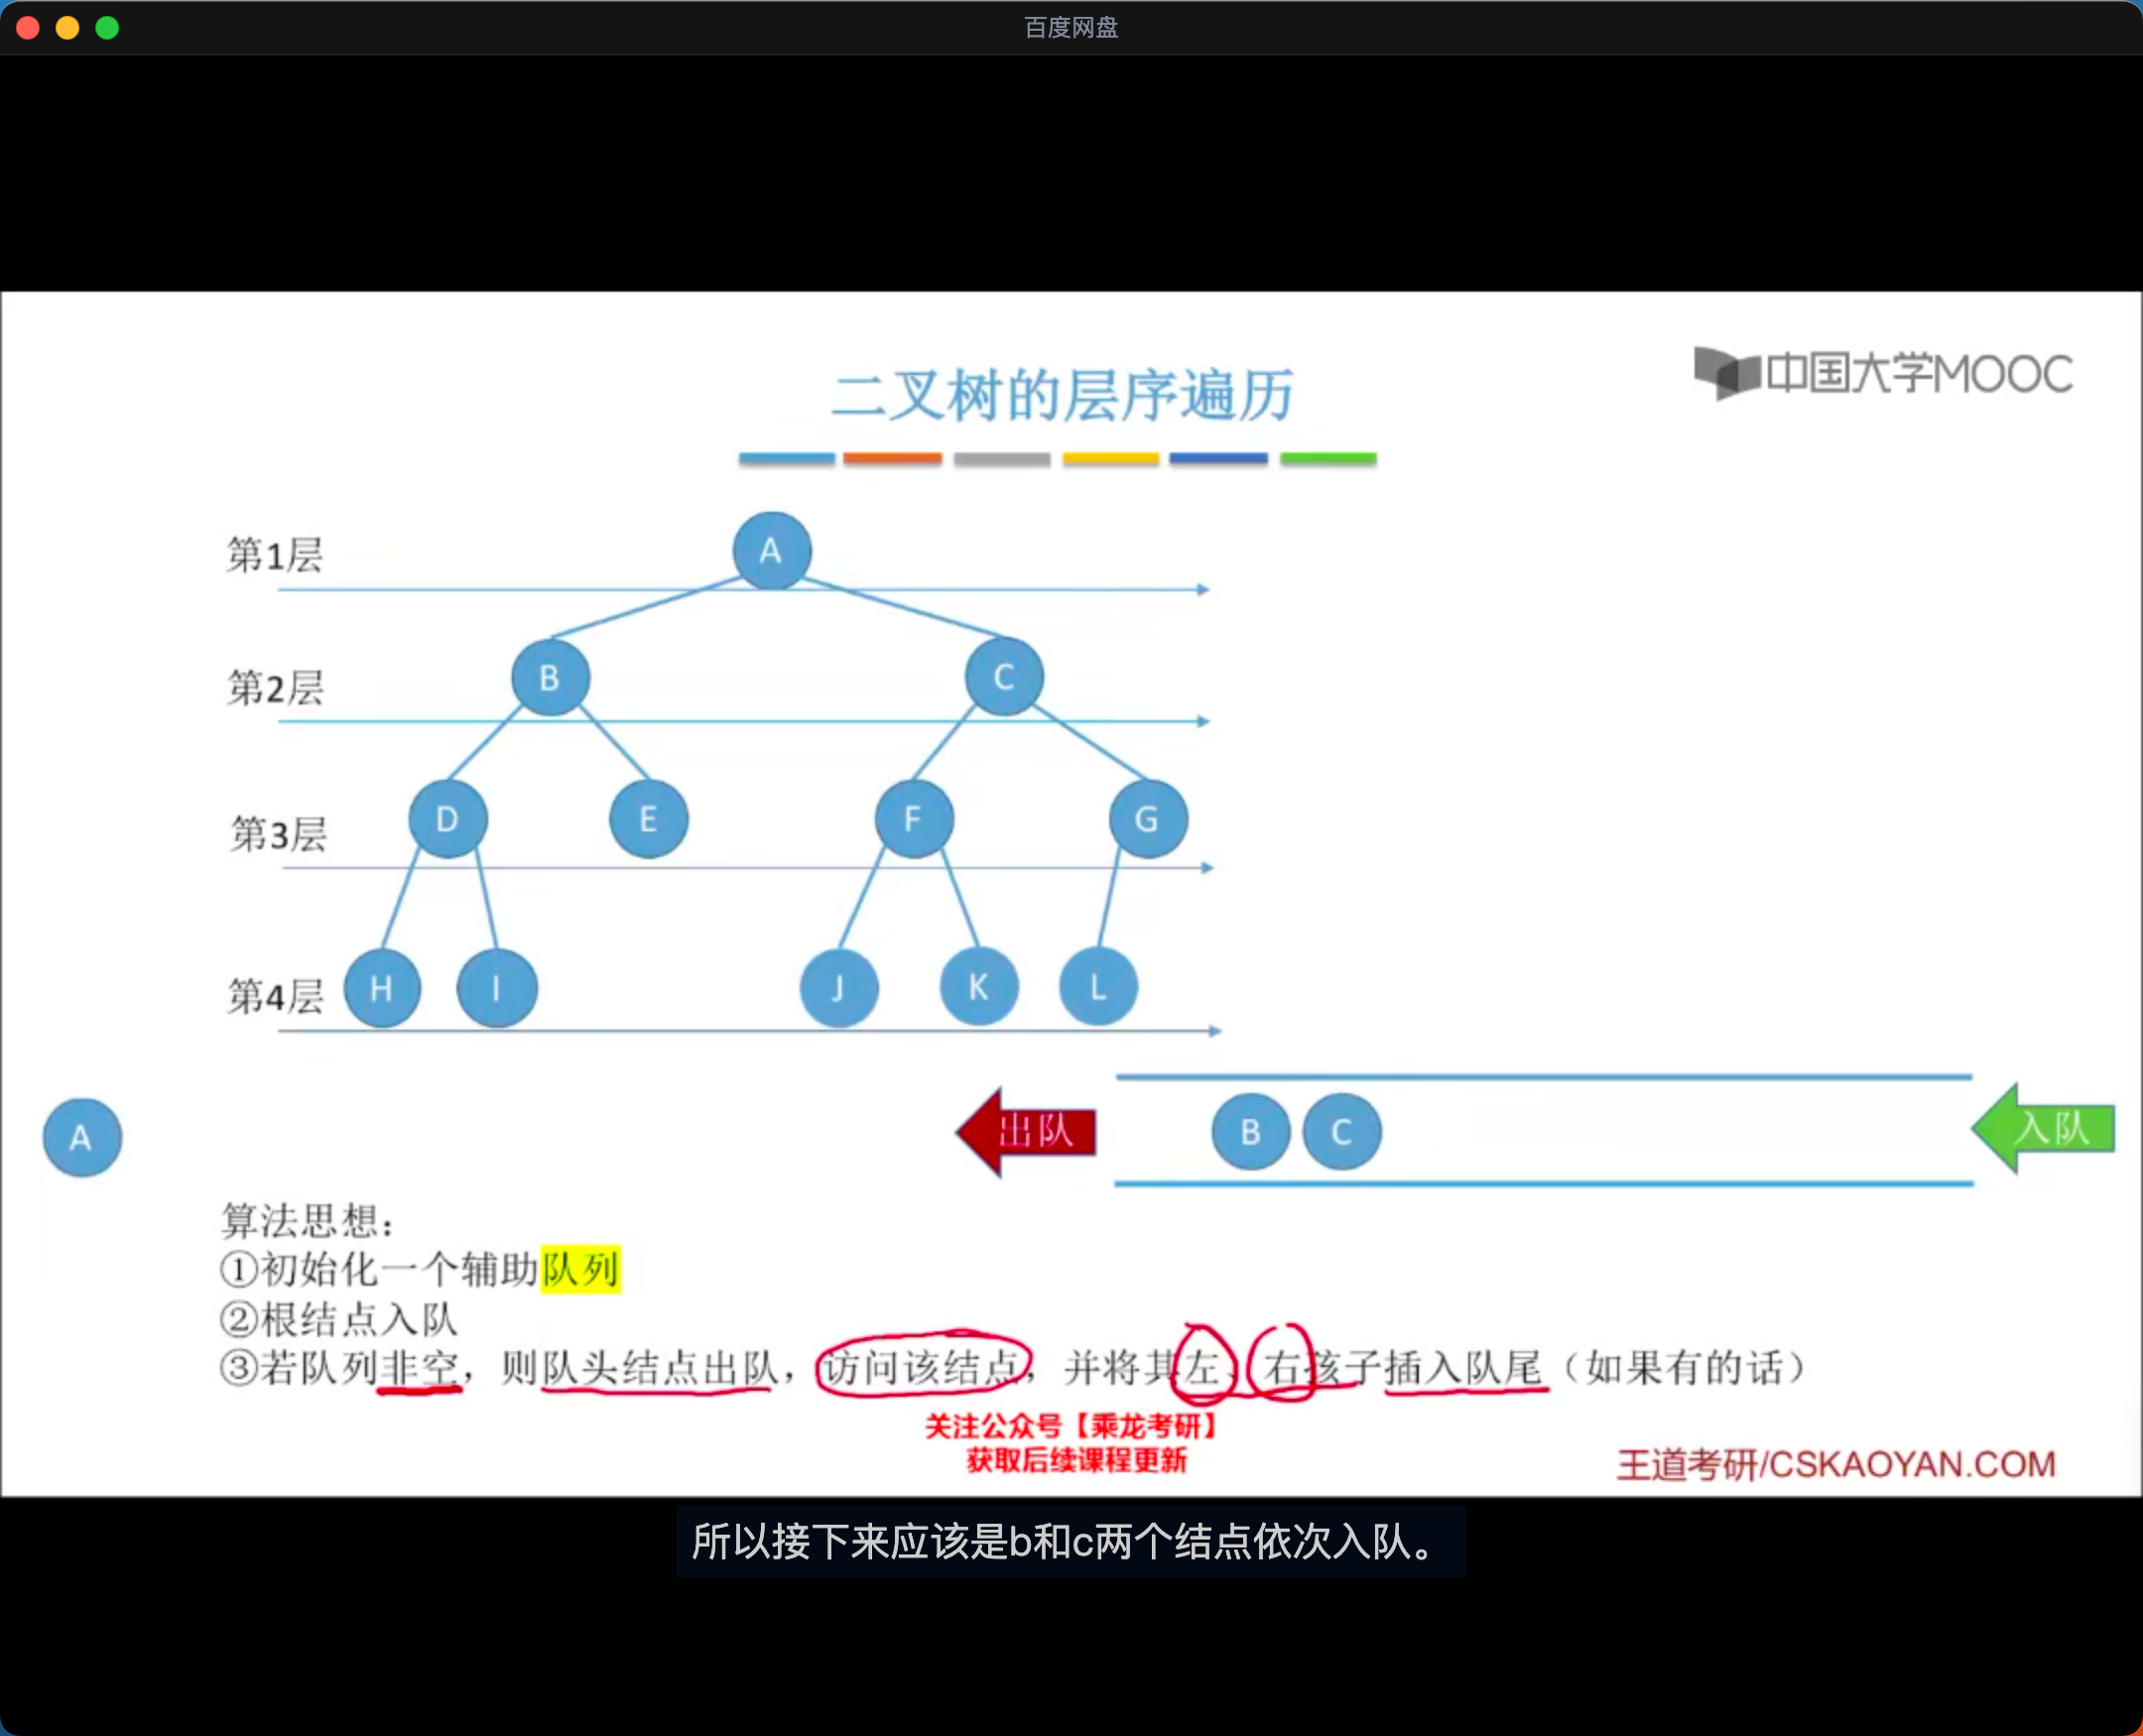 百度网盘
中国大学MOOC
二叉树的层序遍历
第1层
A
第2层
B C
第3层
D E F G
第4层
H I J K L
A
出队
B C
入队
算法思想：
①初始化一个辅助队列
②根结点入队
③若队列非空，则队头结点出队，访问该结点，并将其左、右孩子插入队尾（如果有的话）
关注公众号【乘龙考研】
获取后续课程更新
王道考研/CSKAOYAN.COM
所以接下来应该是b和c两个结点依次入队。